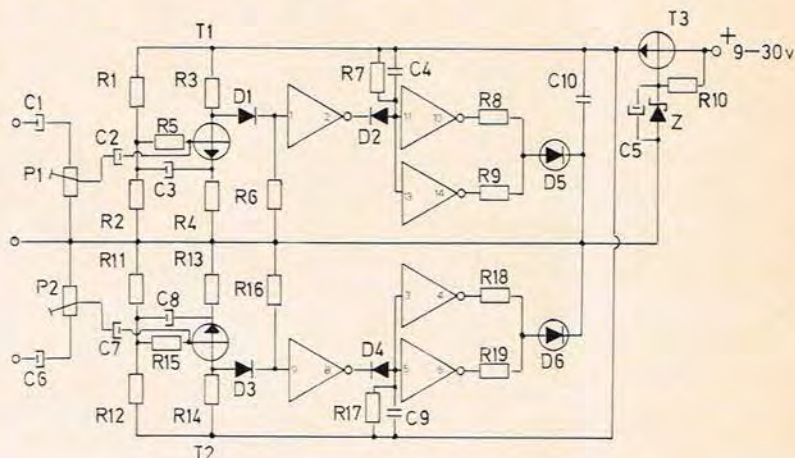 T1
T3
R1
R3
R7
C4
+
9-30v
C1
D1
C10
R10
R8
C2
R5
1
2
D2
11
10
C5
Z
P1
C3
R6
R9
D5
13
14
R2
R4
R11
R13
R18
P2
C8
R16
3
4
C7
R15
D4
D6
C6
D3
9
8
5
6
R19
R12
R14
R17
C9
T2